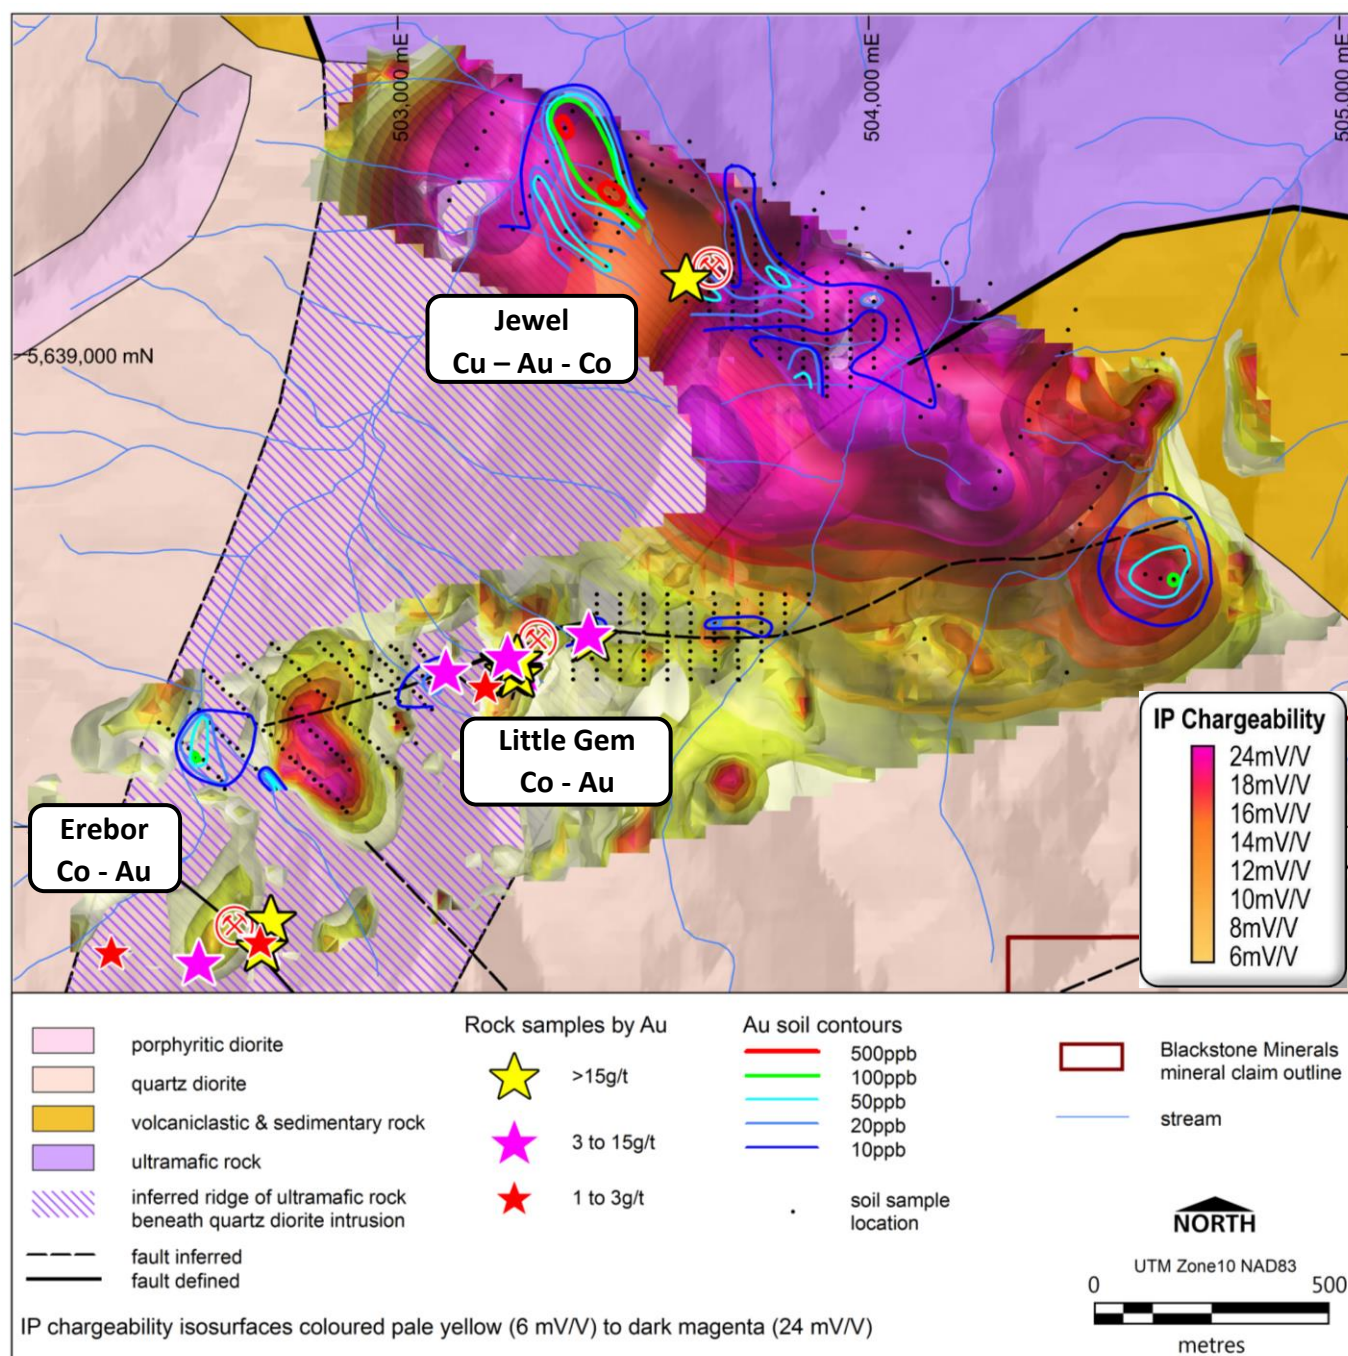 503,000 mE
504,000 mE
505,000 mE
Jewel
Cu – Au - Co
5,639,000 mN
Little Gem
Co - Au
Erebor
Co - Au
IP Chargeability
24mV/V
18mV/V
16mV/V
14mV/V
12mV/V
10mV/V
8mV/V
6mV/V
porphyritic diorite
quartz diorite
volcaniclastic & sedimentary rock
ultramafic rock
inferred ridge of ultramafic rock
beneath quartz diorite intrusion
fault inferred
fault defined
Rock samples by Au
>15g/t
3 to 15g/t
1 to 3g/t
Au soil contours
500ppb
100ppb
50ppb
20ppb
10ppb
soil sample
location
Blackstone Minerals
mineral claim outline
stream
NORTH
UTM Zone10 NAD83
0 500
metres
IP chargeability isosurfaces coloured pale yellow (6 mV/V) to dark magenta (24 mV/V)